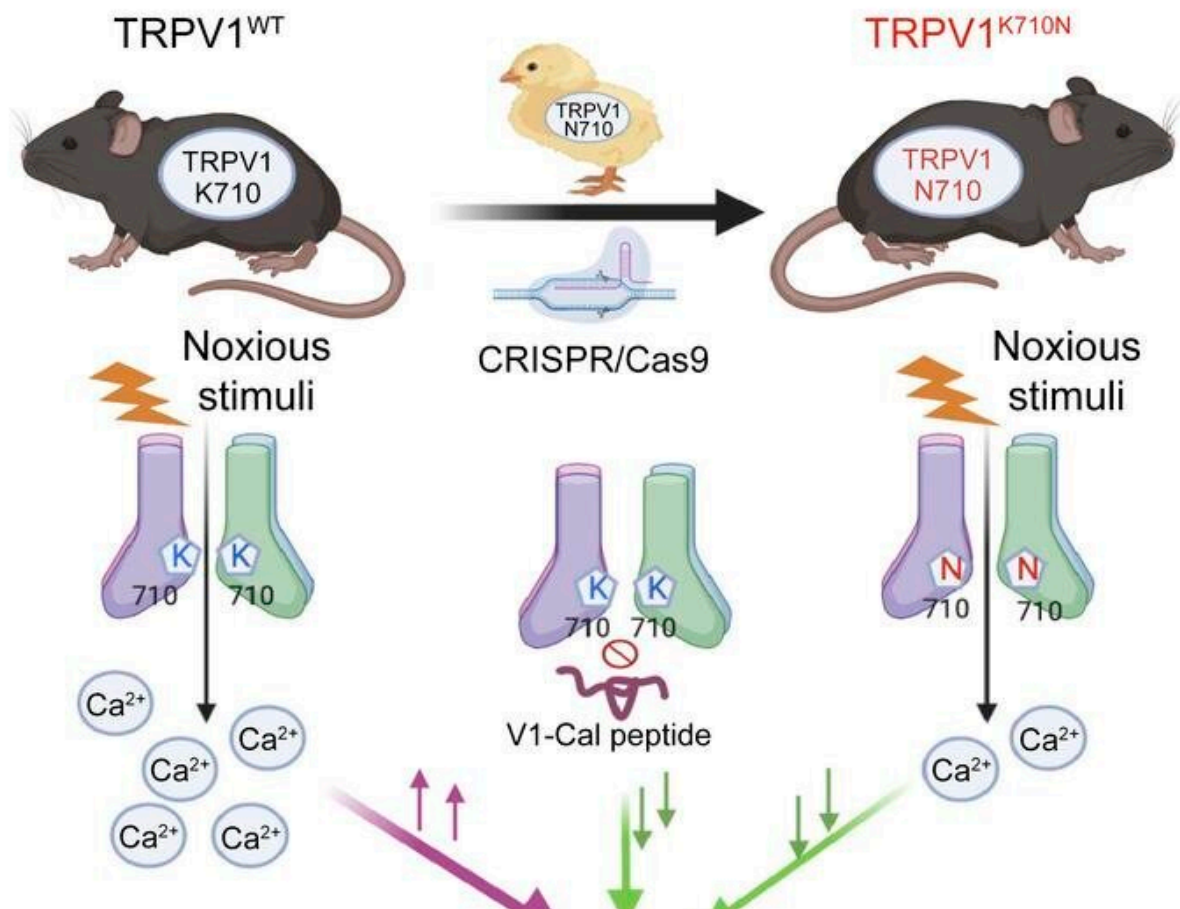 TRPV1ᵂᵀ
TRPV1ᴷ⁷¹⁰ᴺ
TRPV1
K710
TRPV1
N710
TRPV1
N710
CRISPR/Cas9
Noxious
stimuli
Noxious
stimuli
K
K
710
710
K
K
710
710
N
N
710
710
V1-Cal peptide
Ca²⁺
Ca²⁺
Ca²⁺
Ca²⁺
Ca²⁺
Ca²⁺
Ca²⁺